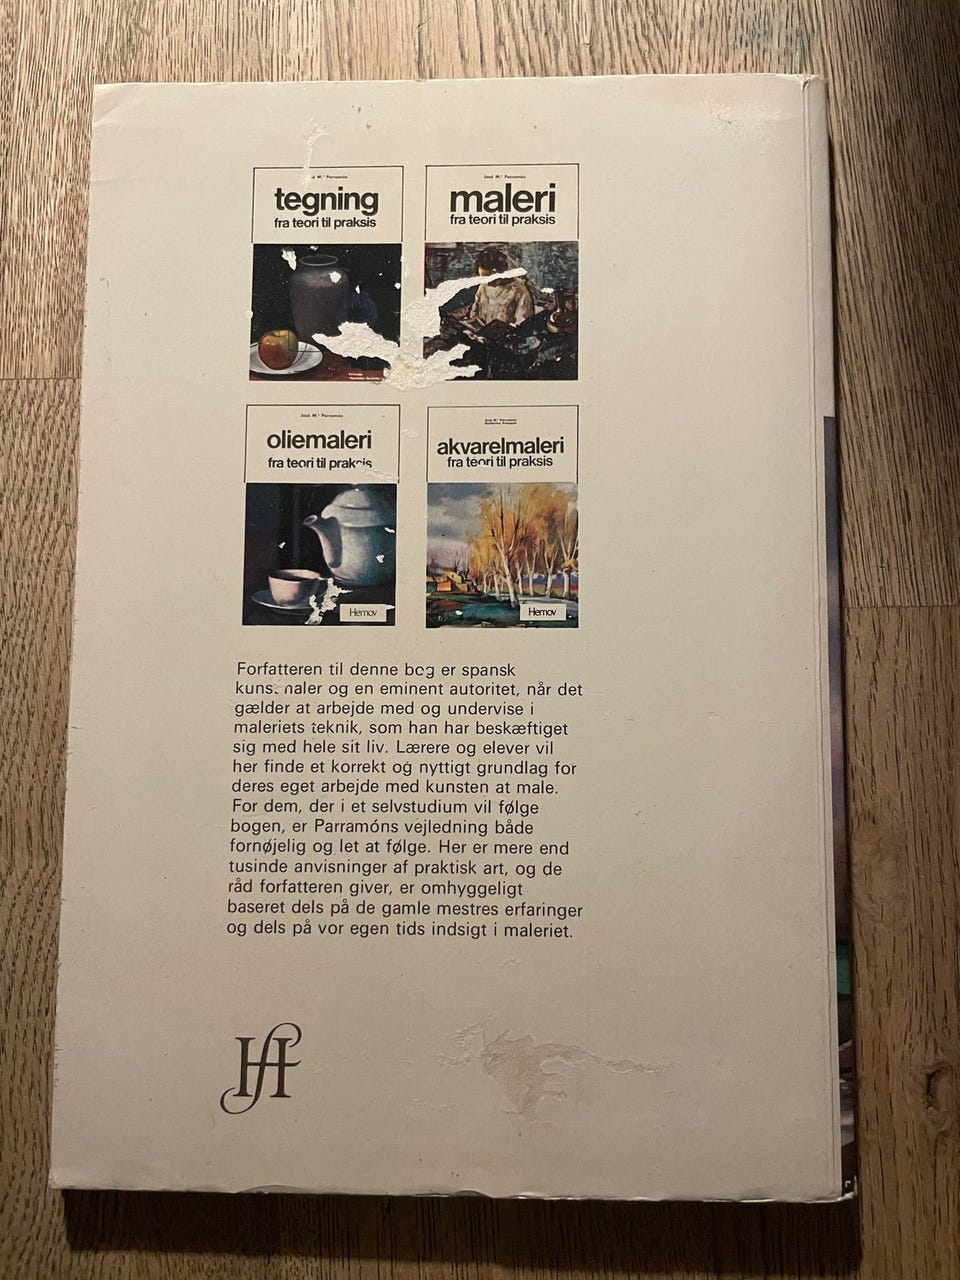 José M.ª Parramón
tegning
fra teori til praksis
José M.ª Parramón
maleri
fra teori til praksis
José M.ª Parramón
oliemaleri
fra teori til praksis
Hernov
José M.ª Parramón
akvarelmaleri
fra teori til praksis
Hernov
Forfatteren til denne bog er spansk
kunstmaler og en eminent autoritet, når det
gælder at arbejde med og undervise i
maleriets teknik, som han har beskæftiget
sig med hele sit liv. Lærere og elever vil
her finde et korrekt og nyttigt grundlag for
deres eget arbejde med kunsten at male.
For dem, der i et selvstudium vil følge
bogen, er Parramóns vejledning både
fornøjelig og let at følge. Her er mere end
tusinde anvisninger af praktisk art, og de
råd forfatteren giver, er omhyggeligt
baseret dels på de gamle mestres erfaringer
og dels på vor egen tids indsigt i maleriet.